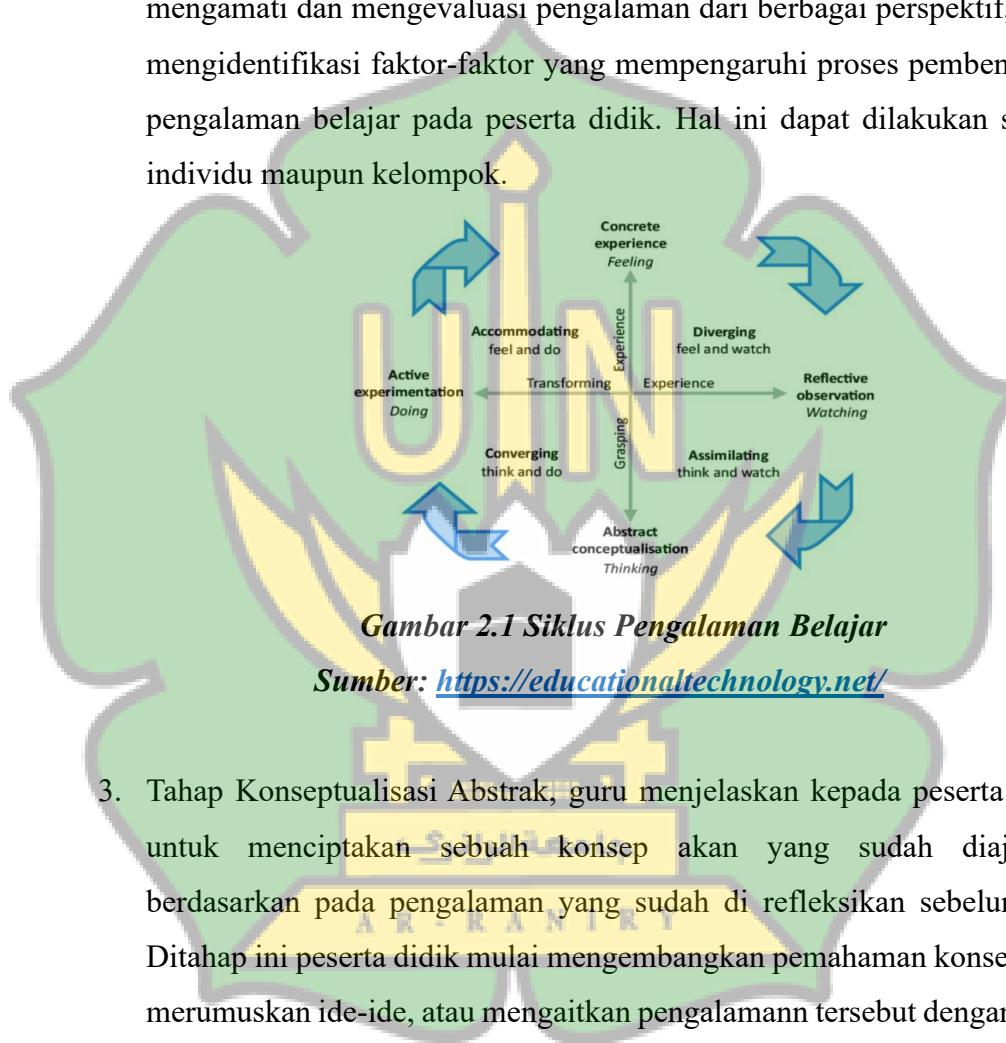 mengamati dan mengevaluasi pengalaman dari berbagai perspektif,
mengidentifikasi faktor-faktor yang mempengaruhi proses pemben
pengalaman belajar pada peserta didik. Hal ini dapat dilakukan s
individu maupun kelompok.
Concrete
experience
Feeling
Accommodating
feel and do
Experience
Diverging
feel and watch
Active
experimentation
Doing
Transforming Experience
Reflective
observation
Watching
Converging
think and do
Grasping
Assimilating
think and watch
Abstract
conceptualisation
Thinking
UIN
Gambar 2.1 Siklus Pengalaman Belajar
Sumber: https://educationaltechnology.net/
3. Tahap Konseptualisasi Abstrak, guru menjelaskan kepada peserta
جامعة الرانري
untuk menciptakan sebuah konsep akan yang sudah diaj
berdasarkan pada pengalaman yang sudah di refleksikan sebelur
AR-RANIRY
Ditahap ini peserta didik mulai mengembangkan pemahaman konse
merumuskan ide-ide, atau mengaitkan pengalamann tersebut dengar